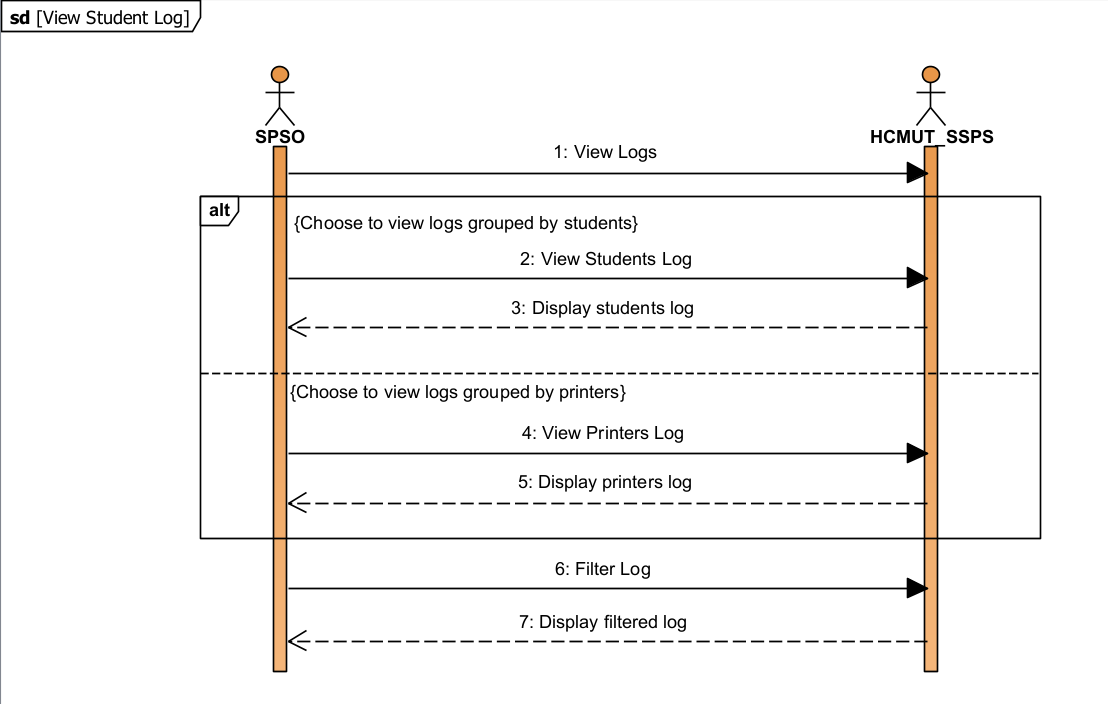 sd [View Student Log]
SPSO
HCMUT_SSPS
1: View Logs
alt
{Choose to view logs grouped by students}
2: View Students Log
3: Display students log
{Choose to view logs grouped by printers}
4: View Printers Log
5: Display printers log
6: Filter Log
7: Display filtered log